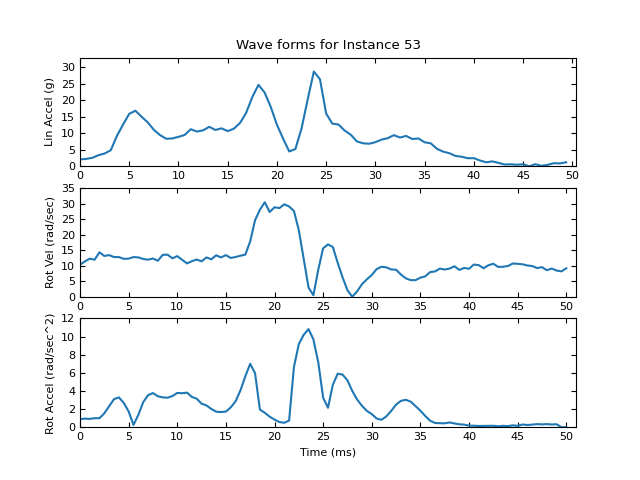 Wave forms for Instance 53
30
25
20
15
10
5
0
Lin Accel (g)
0 5 10 15 20 25 30 35 40 45 50
35
30
25
20
15
10
5
0
Rot Vel (rad/sec)
0 5 10 15 20 25 30 35 40 45 50
12
10
8
6
4
2
0
Rot Accel (rad/sec^2)
0 5 10 15 20 25 30 35 40 45 50
Time (ms)